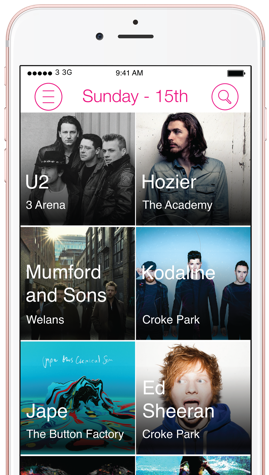 3 3G
9:41 AM
Sunday - 15th
U2
3 Arena
Hozier
The Academy
Mumford
and Sons
Welans
Kodaline
Croke Park
Jape
The Button Factory
Ed
Sheeran
Croke Park